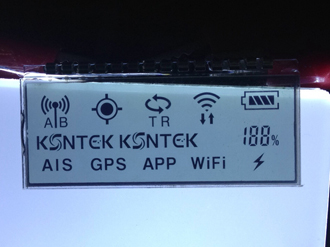 A B TR
KONTEK KONTEK 188%
AIS GPS APP WiFi